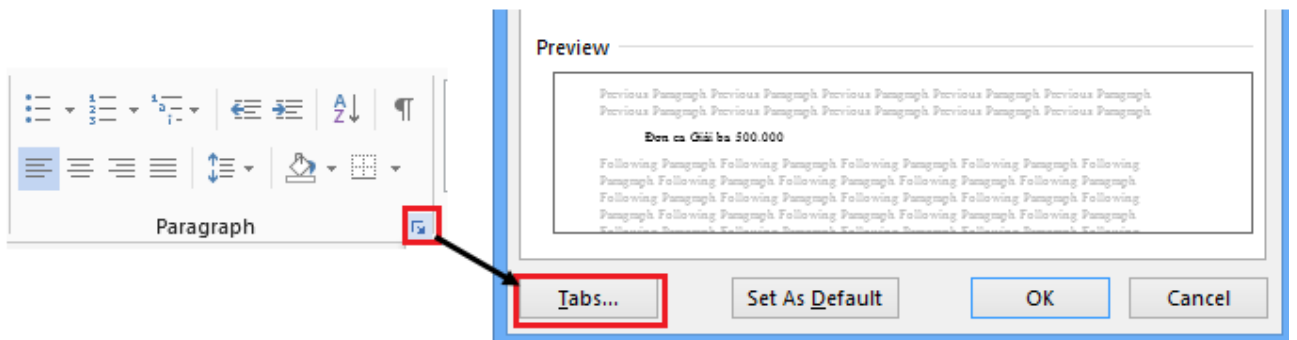 Paragraph
Preview
Previous Paragraph Previous Paragraph Previous Paragraph Previous Paragraph Previous Paragraph
Previous Paragraph Previous Paragraph Previous Paragraph Previous Paragraph Previous Paragraph
Đơn ca Giải ba 500.000
Following Paragraph Following Paragraph Following Paragraph Following Paragraph Following
Paragraph Following Paragraph Following Paragraph Following Paragraph Following Paragraph
Following Paragraph Following Paragraph Following Paragraph Following Paragraph Following
Paragraph Following Paragraph Following Paragraph Following Paragraph Following Paragraph
Tabs...
Set As Default
OK
Cancel